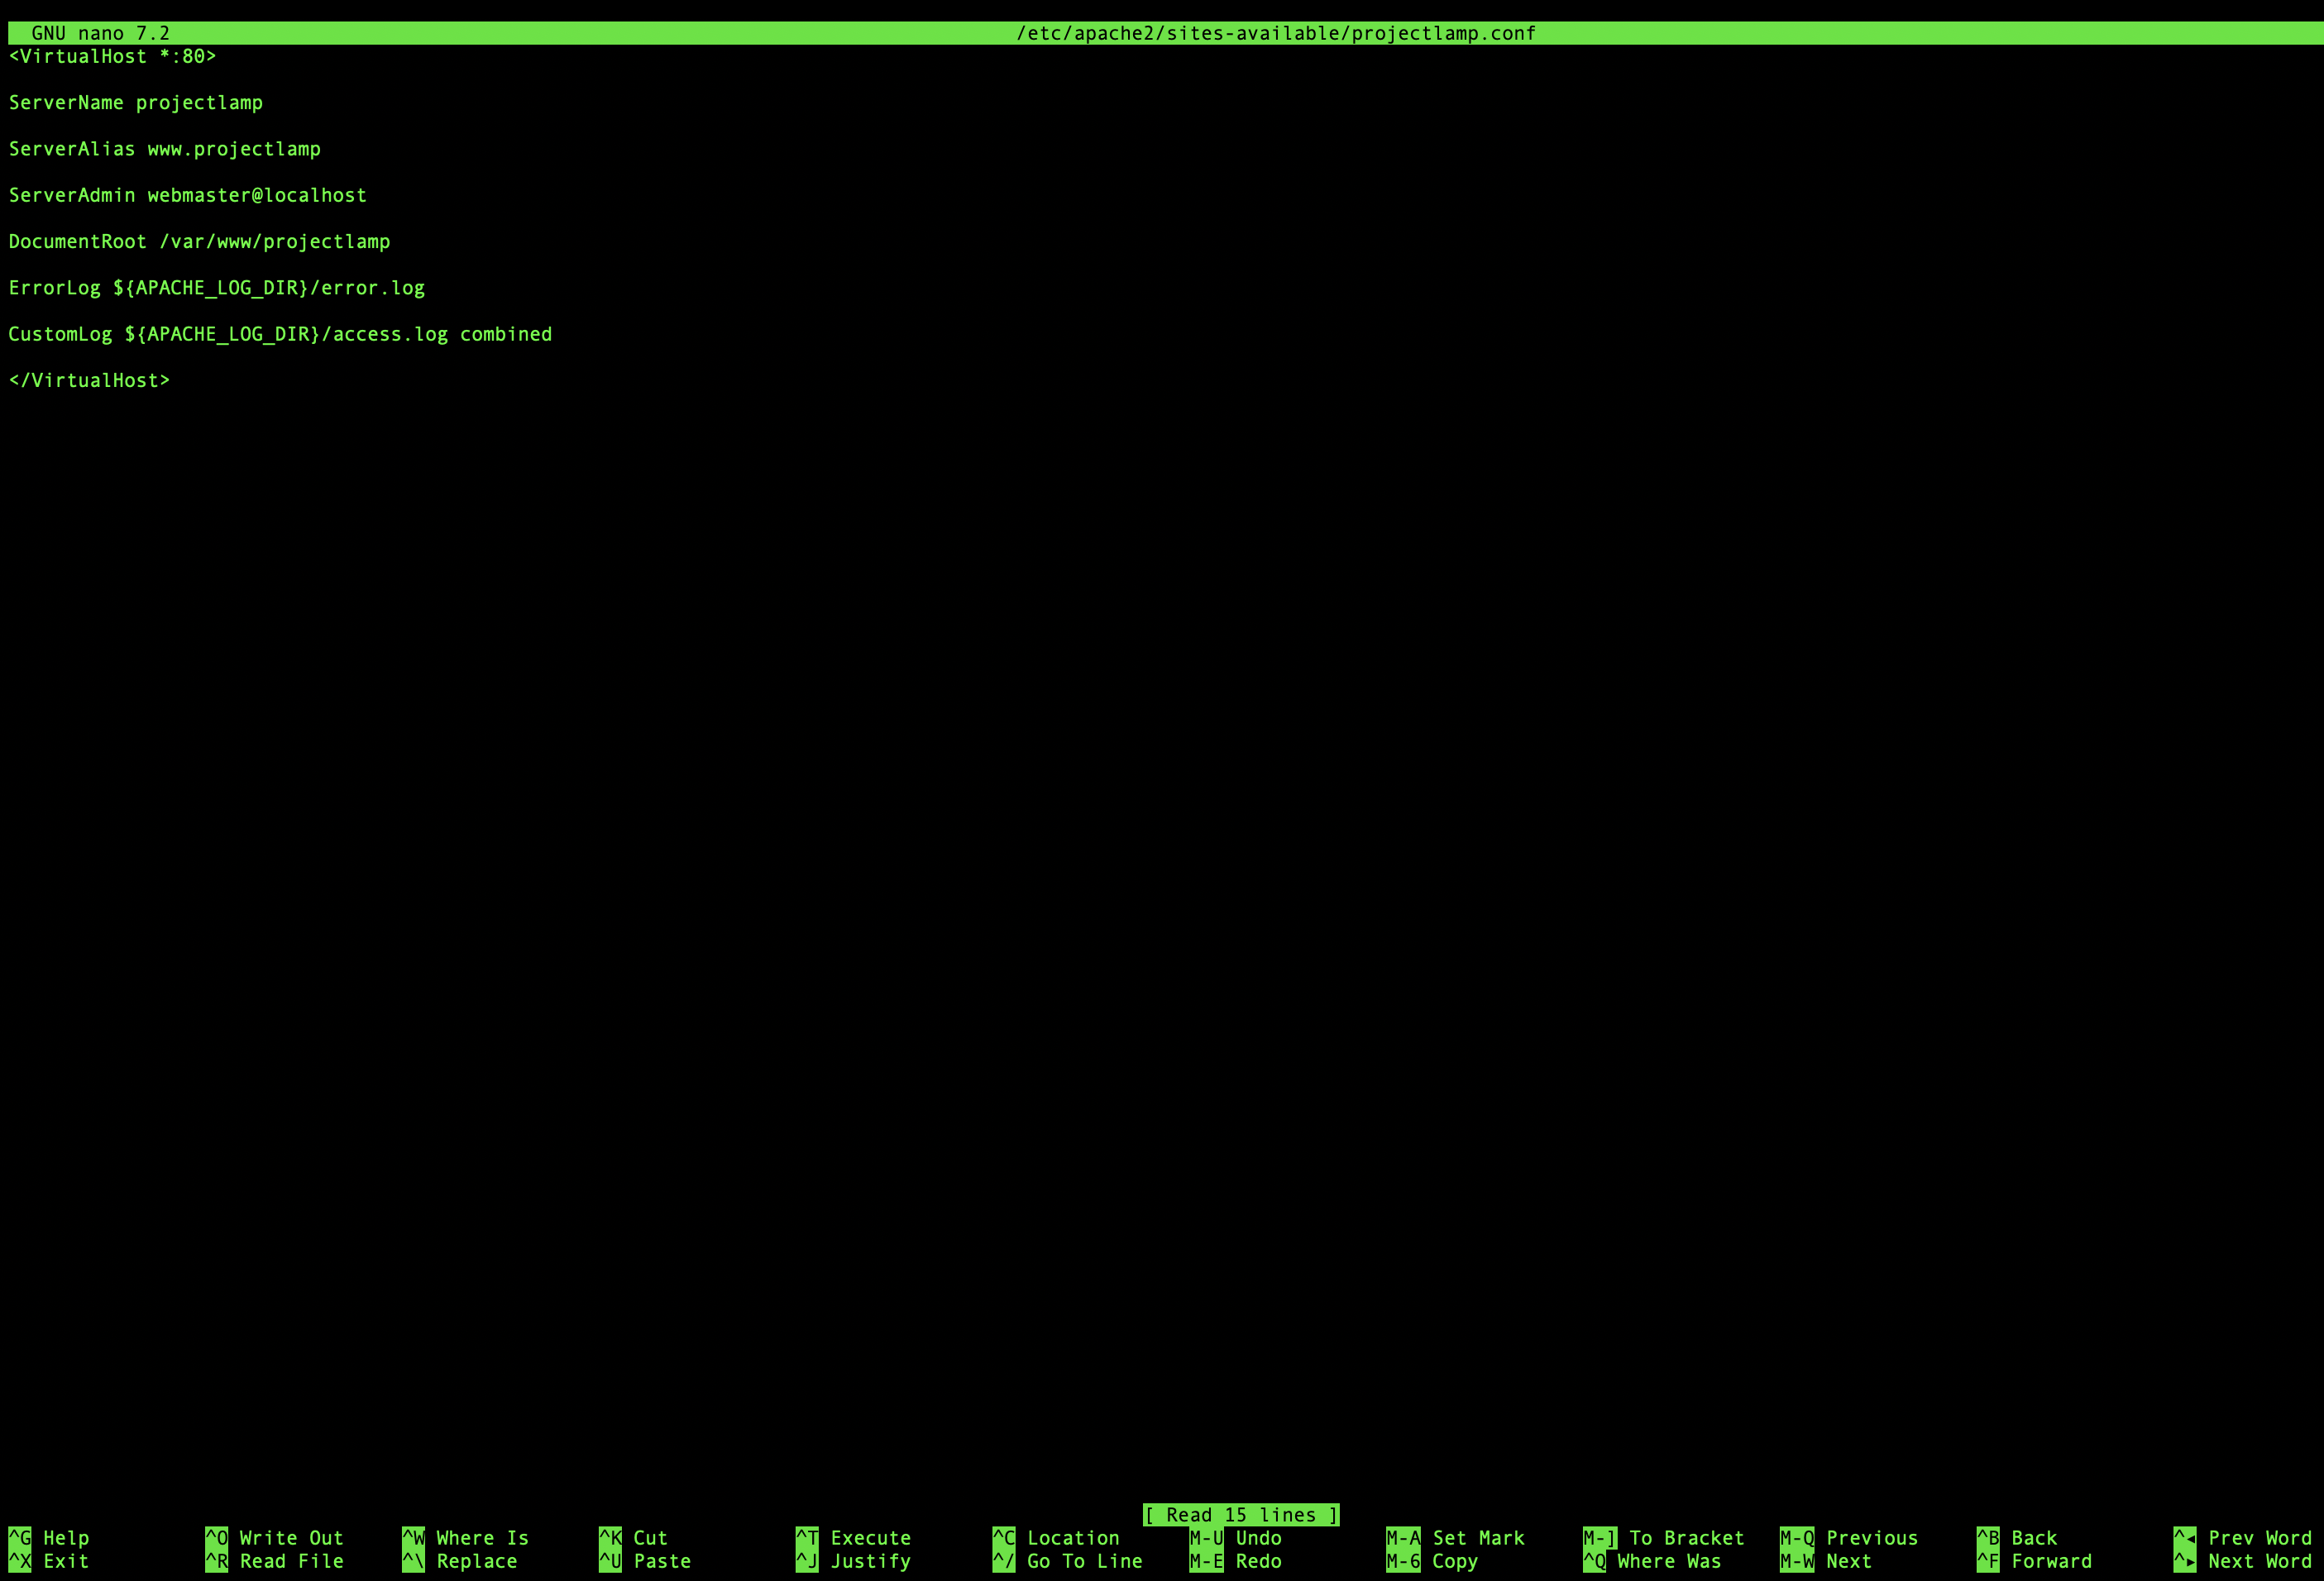 GNU nano 7.2 /etc/apache2/sites-available/projectlamp.conf
<VirtualHost *:80>
ServerName projectlamp
ServerAlias www.projectlamp
ServerAdmin webmaster@localhost
DocumentRoot /var/www/projectlamp
ErrorLog ${APACHE_LOG_DIR}/error.log
CustomLog ${APACHE_LOG_DIR}/access.log combined
</VirtualHost>
[ Read 15 lines ]
^G Help ^O Write Out ^W Where Is ^K Cut ^T Execute ^C Location M-U Undo M-A Set Mark M-] To Bracket M-Q Previous ^B Back ^◂ Prev Word
^X Exit ^R Read File ^\ Replace ^U Paste ^J Justify ^/ Go To Line M-E Redo M-6 Copy ^Q Where Was M-W Next ^F Forward ^▸ Next Word